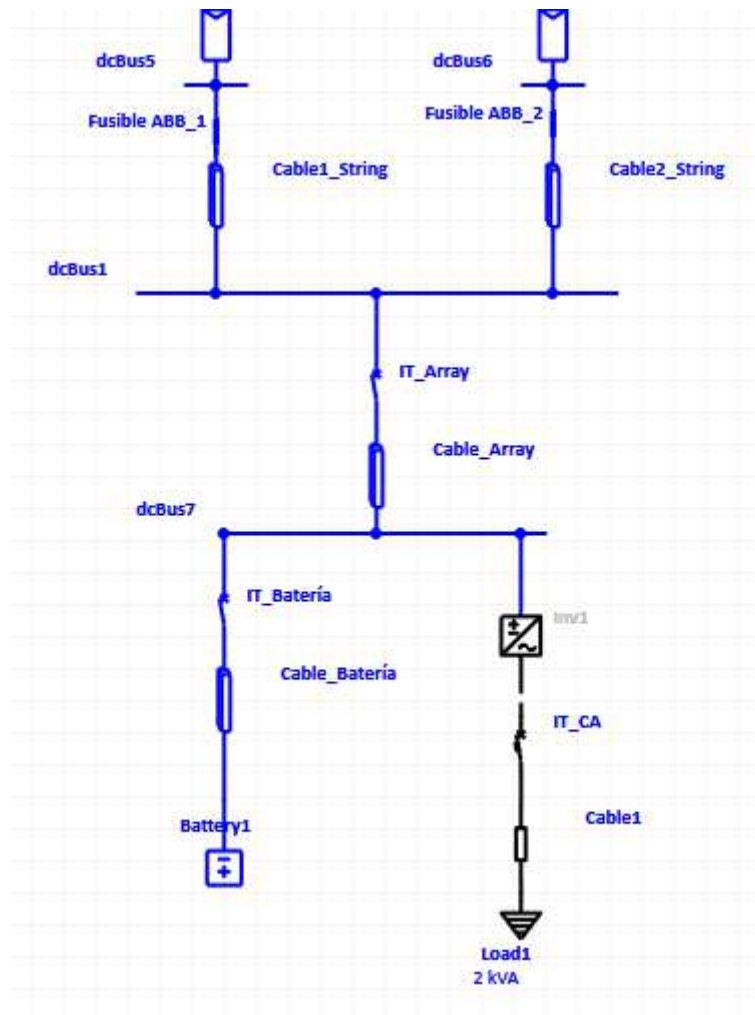 dcBus5
dcBus6
Fusible ABB_1
Fusible ABB_2
Cable1_String
Cable2_String
dcBus1
IT_Array
Cable_Array
dcBus7
IT_Batería
Inv1
Cable_Batería
IT_CA
Cable1
Battery1
Load1
2 kVA